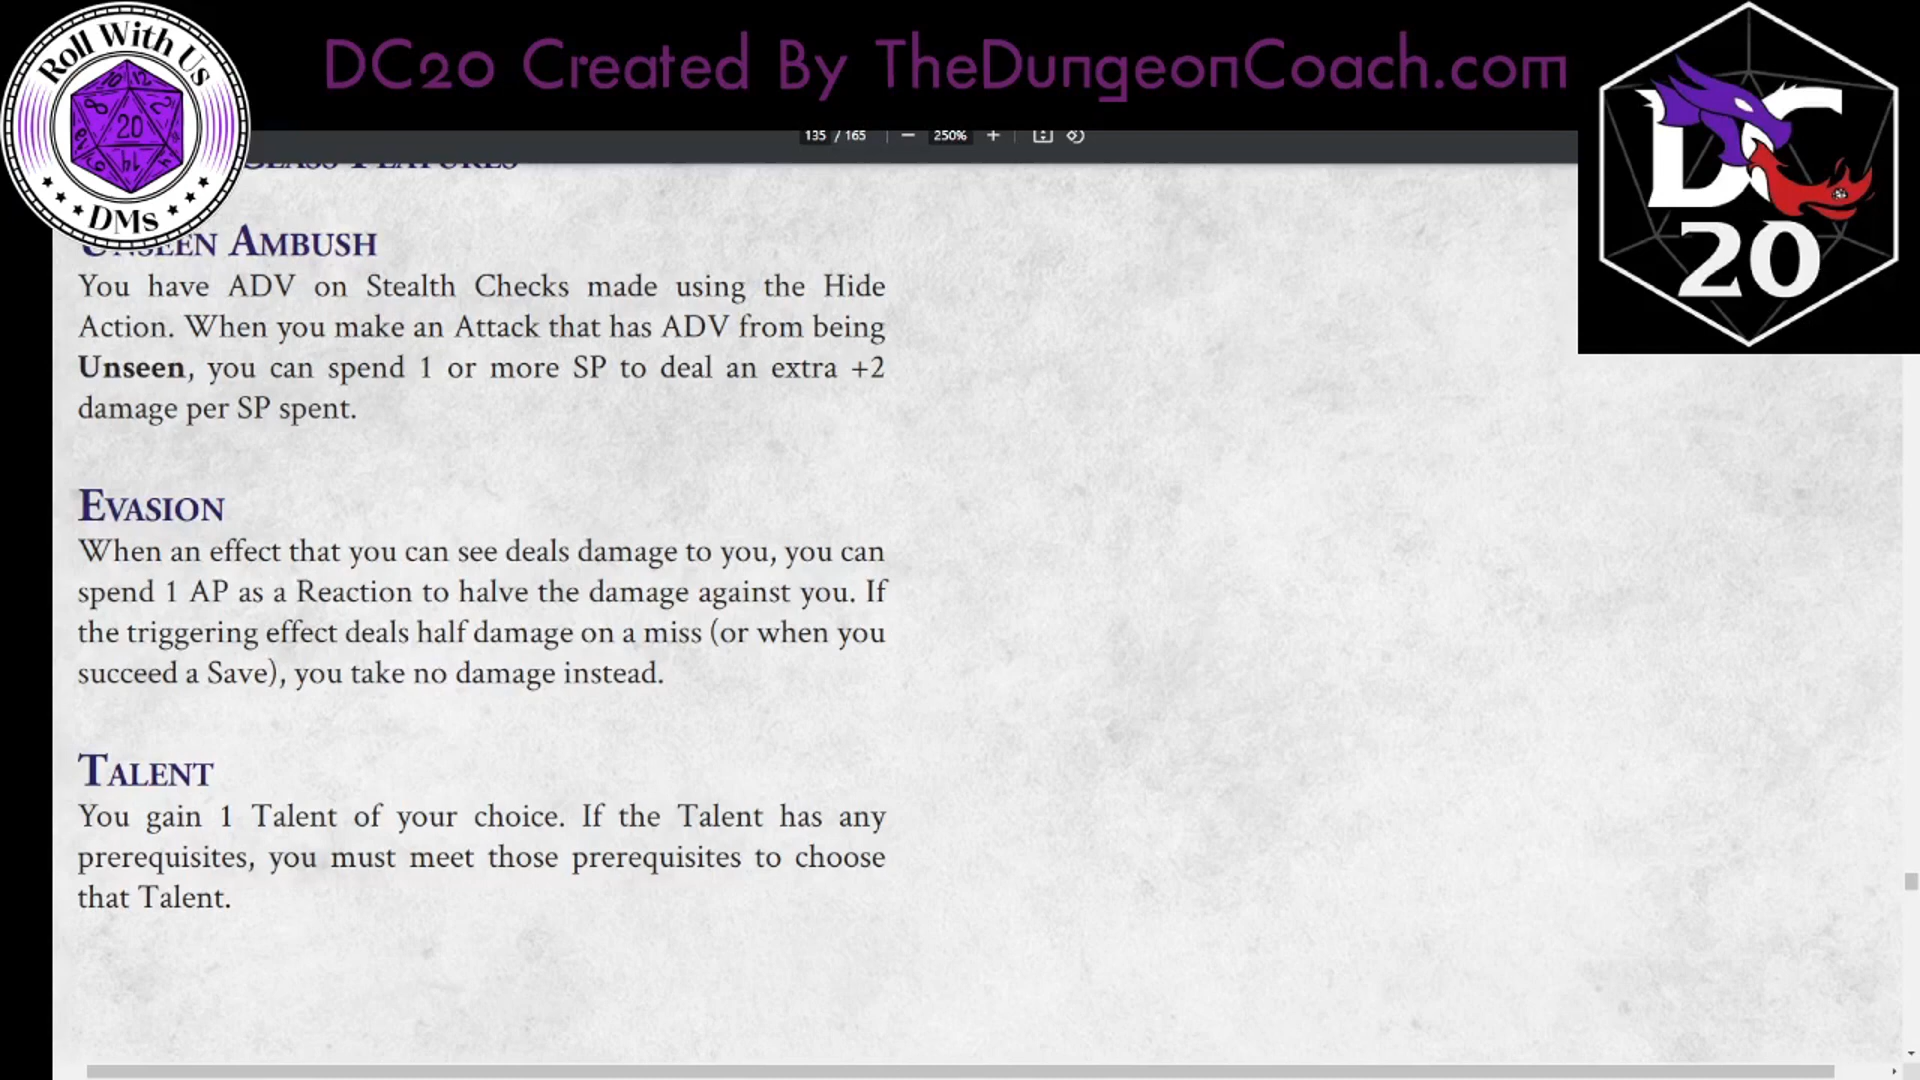 Roll With Us
DMs
20
DC20 Created By TheDungeonCoach.com
DC
20
135 / 165
250%
CLASS FEATURES
UNSEEN AMBUSH
You have ADV on Stealth Checks made using the Hide
Action. When you make an Attack that has ADV from being
Unseen, you can spend 1 or more SP to deal an extra +2
damage per SP spent.
EVASION
When an effect that you can see deals damage to you, you can
spend 1 AP as a Reaction to halve the damage against you. If
the triggering effect deals half damage on a miss (or when you
succeed a Save), you take no damage instead.
TALENT
You gain 1 Talent of your choice. If the Talent has any
prerequisites, you must meet those prerequisites to choose
that Talent.